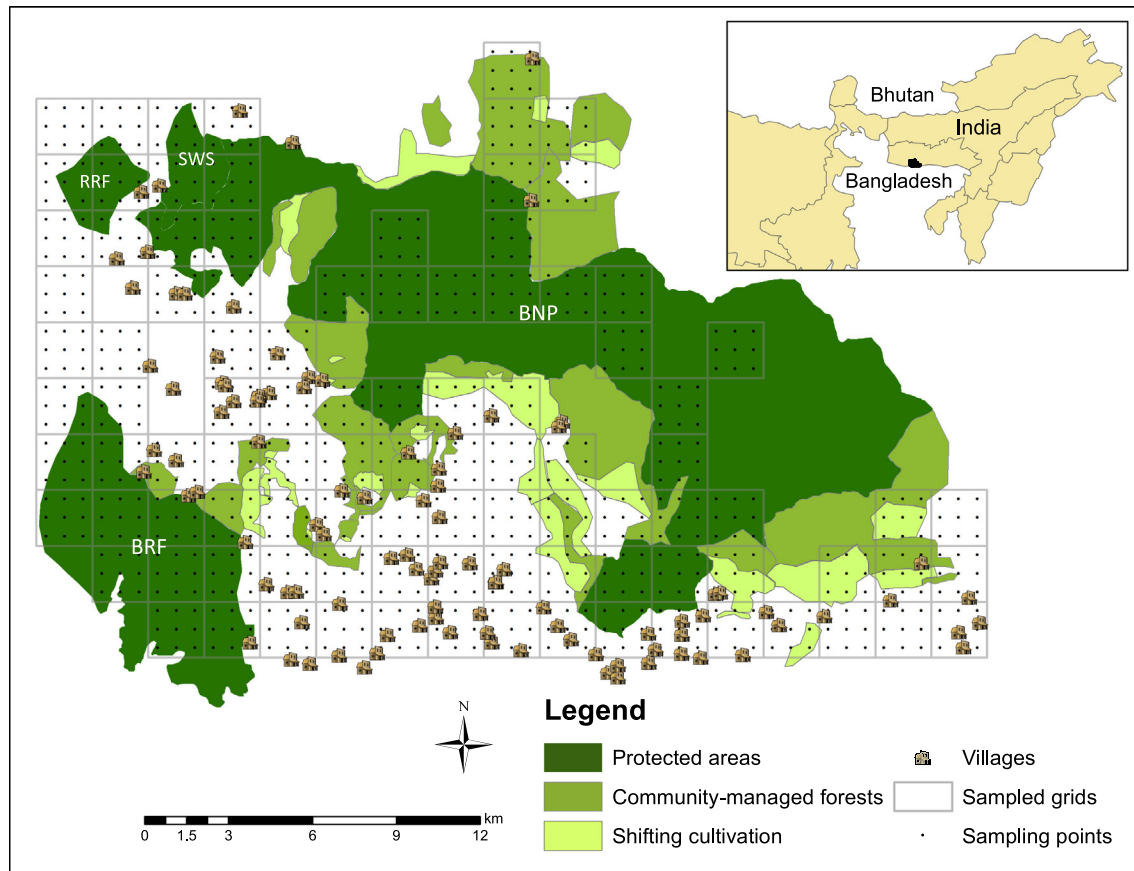 Bhutan
India
Bangladesh
SWS
RRF
BNP
BRF
N
Legend
Protected areas
Community-managed forests
Shifting cultivation
Villages
Sampled grids
Sampling points
km
0 1.5 3 6 9 12